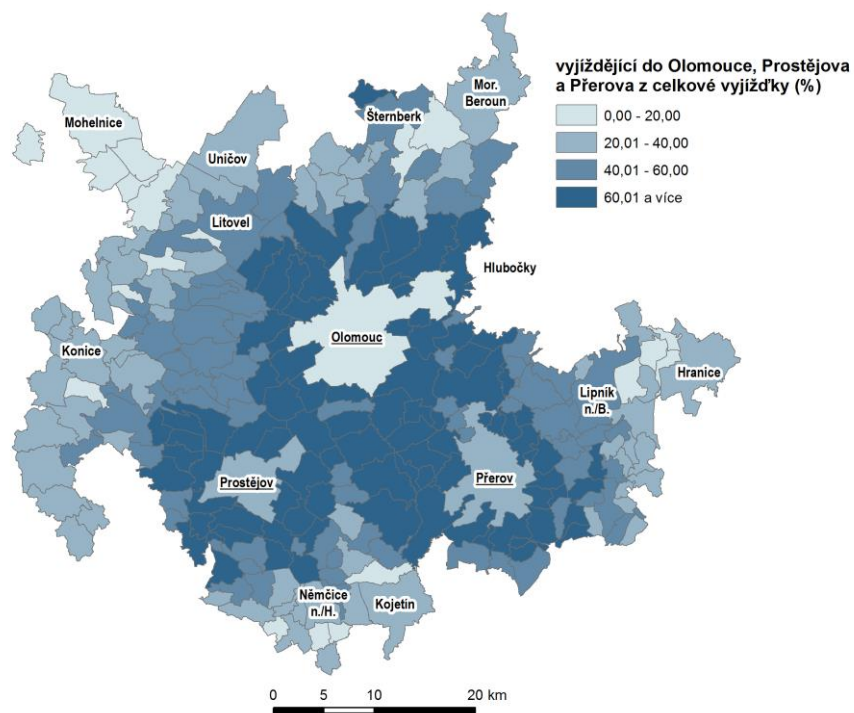 vyjíždějící do Olomouce, Prostějova
a Přerova z celkové vyjížďky (%)
0,00 - 20,00
20,01 - 40,00
40,01 - 60,00
60,01 a více
Mor.
Beroun
Šternberk
Mohelnice
Uničov
Litovel
Hlubočky
Olomouc
Konice
Hranice
Lipník
n./B.
Prostějov
Přerov
Němčice
n./H.
Kojetín
0 5 10 20 km